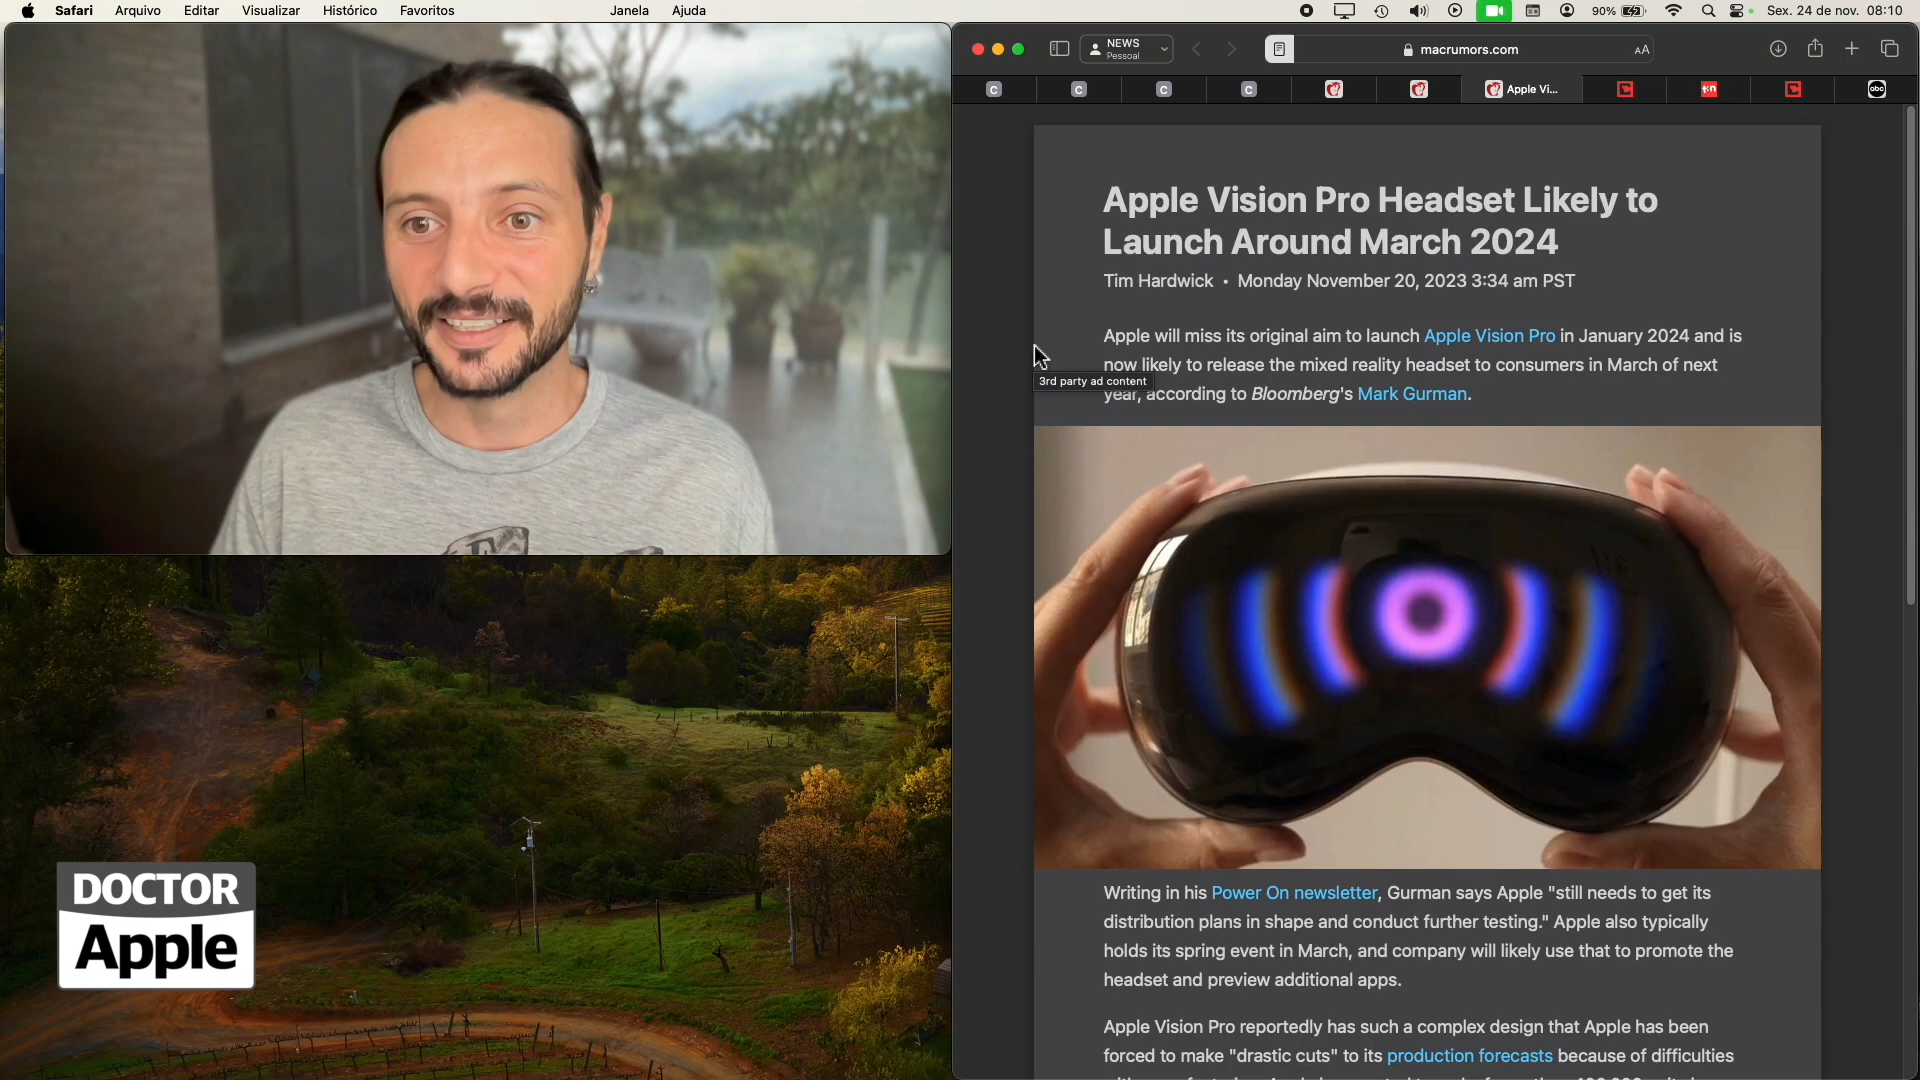 Safari Arquivo Editar Visualizar Histórico Favoritos Janela Ajuda 90% Sex. 24 de nov. 08:10
NEWS
Pessoal
macrumors.com
AA
C C C C Apple Vi... tkn abc
Apple Vision Pro Headset Likely to
Launch Around March 2024
Tim Hardwick • Monday November 20, 2023 3:34 am PST
Apple will miss its original aim to launch Apple Vision Pro in January 2024 and is
now likely to release the mixed reality headset to consumers in March of next
3rd party ad content
year, according to Bloomberg's Mark Gurman.
Writing in his Power On newsletter, Gurman says Apple "still needs to get its
distribution plans in shape and conduct further testing." Apple also typically
holds its spring event in March, and company will likely use that to promote the
headset and preview additional apps.
Apple Vision Pro reportedly has such a complex design that Apple has been
forced to make "drastic cuts" to its production forecasts because of difficulties
DOCTOR
Apple